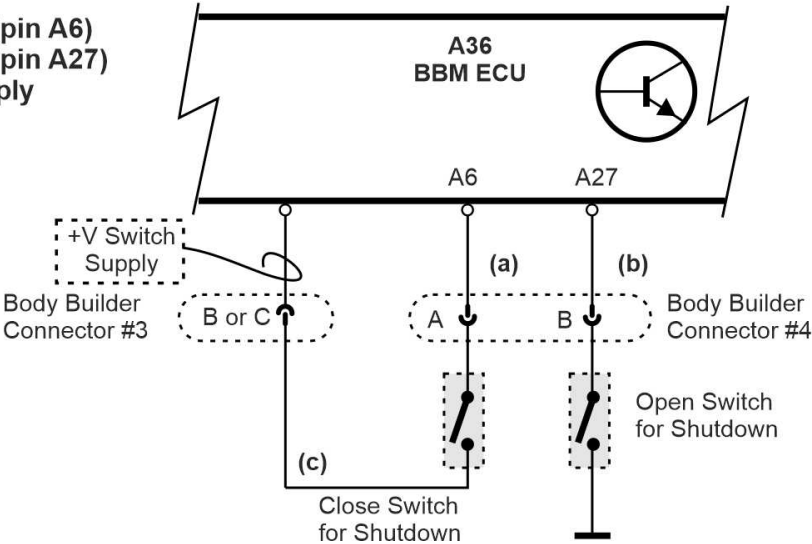 pin A6)
pin A27)
ply
A36
BBM ECU
A6
A27
+V Switch
Supply
(a)
(b)
Body Builder
Connector #3
B or C
A
B
Body Builder
Connector #4
Open Switch
for Shutdown
(c)
Close Switch
for Shutdown